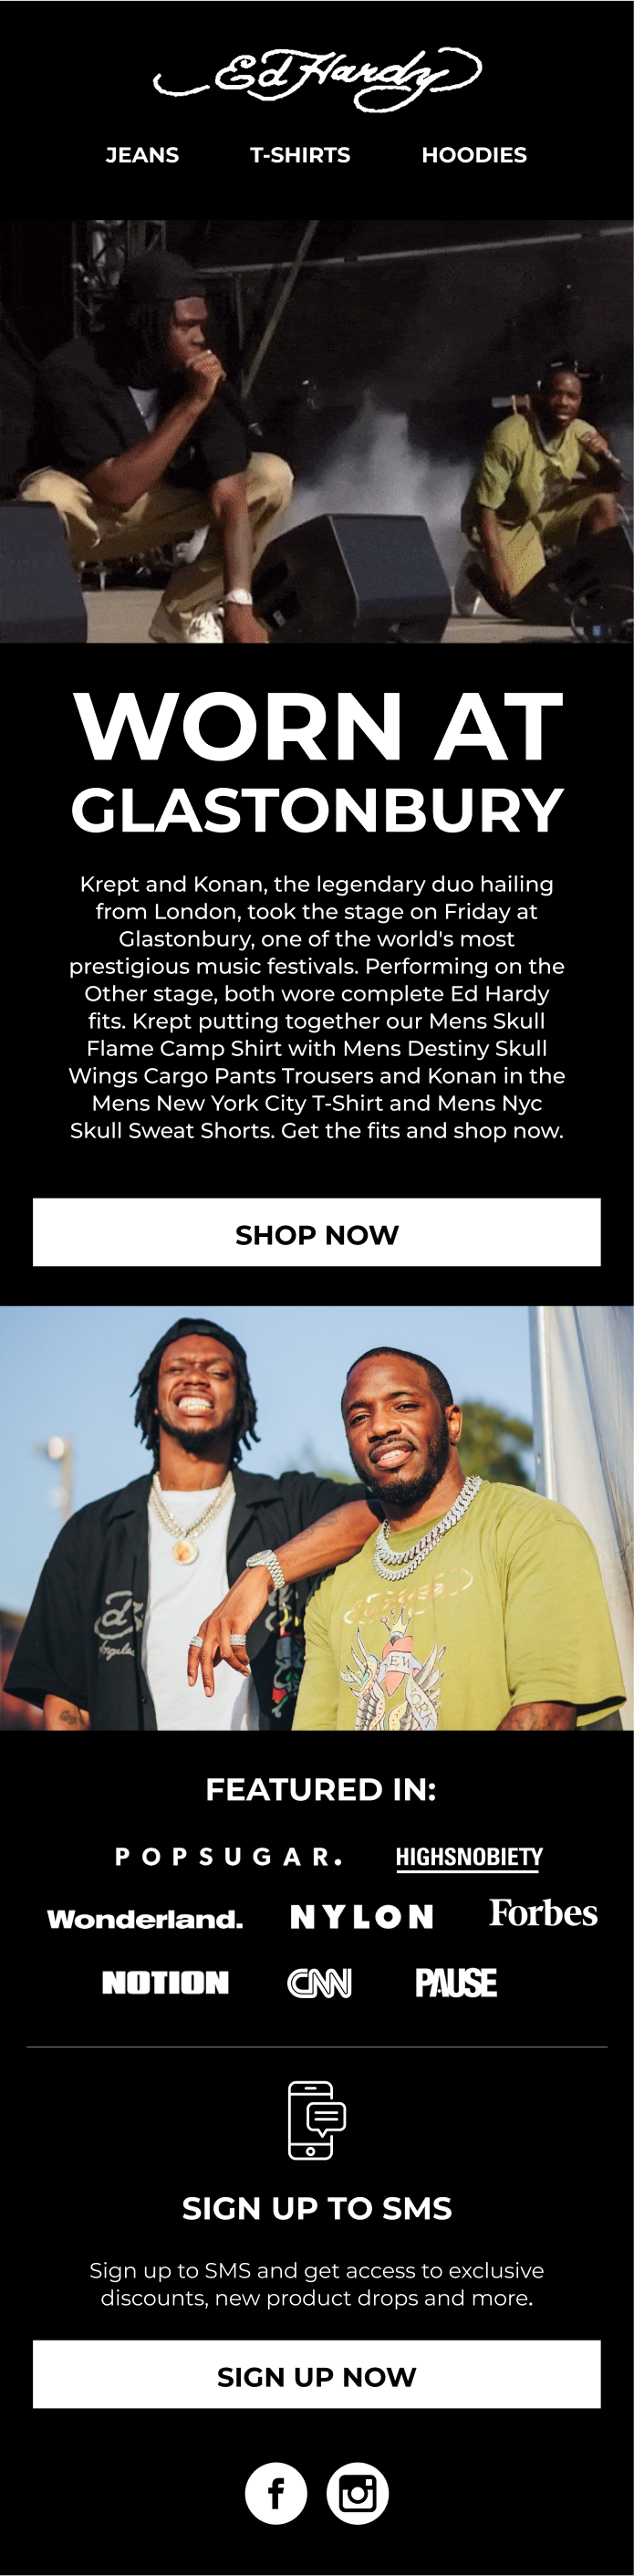 Ed Hardy
JEANS T-SHIRTS HOODIES
WORN AT
GLASTONBURY
Krept and Konan, the legendary duo hailing
from London, took the stage on Friday at
Glastonbury, one of the world's most
prestigious music festivals. Performing on the
Other stage, both wore complete Ed Hardy
fits. Krept putting together our Mens Skull
Flame Camp Shirt with Mens Destiny Skull
Wings Cargo Pants Trousers and Konan in the
Mens New York City T-Shirt and Mens Nyc
Skull Sweat Shorts. Get the fits and shop now.
SHOP NOW
FEATURED IN:
POPSUGAR. HIGHSNOBIETY
Wonderland. NYLON Forbes
NOTION CNN PAUSE
SIGN UP TO SMS
Sign up to SMS and get access to exclusive
discounts, new product drops and more.
SIGN UP NOW